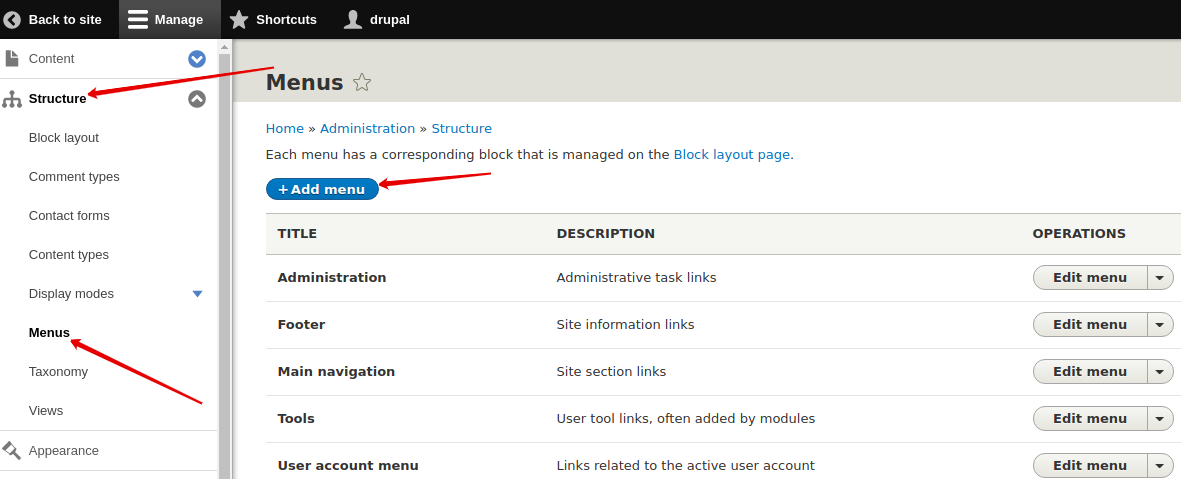 Back to site Manage Shortcuts drupal
Content
Structure
Block layout
Comment types
Contact forms
Content types
Display modes
Menus
Taxonomy
Views
Appearance
Menus
Home » Administration » Structure
Each menu has a corresponding block that is managed on the Block layout page.
+ Add menu
TITLE DESCRIPTION OPERATIONS
Administration Administrative task links Edit menu
Footer Site information links Edit menu
Main navigation Site section links Edit menu
Tools User tool links, often added by modules Edit menu
User account menu Links related to the active user account Edit menu